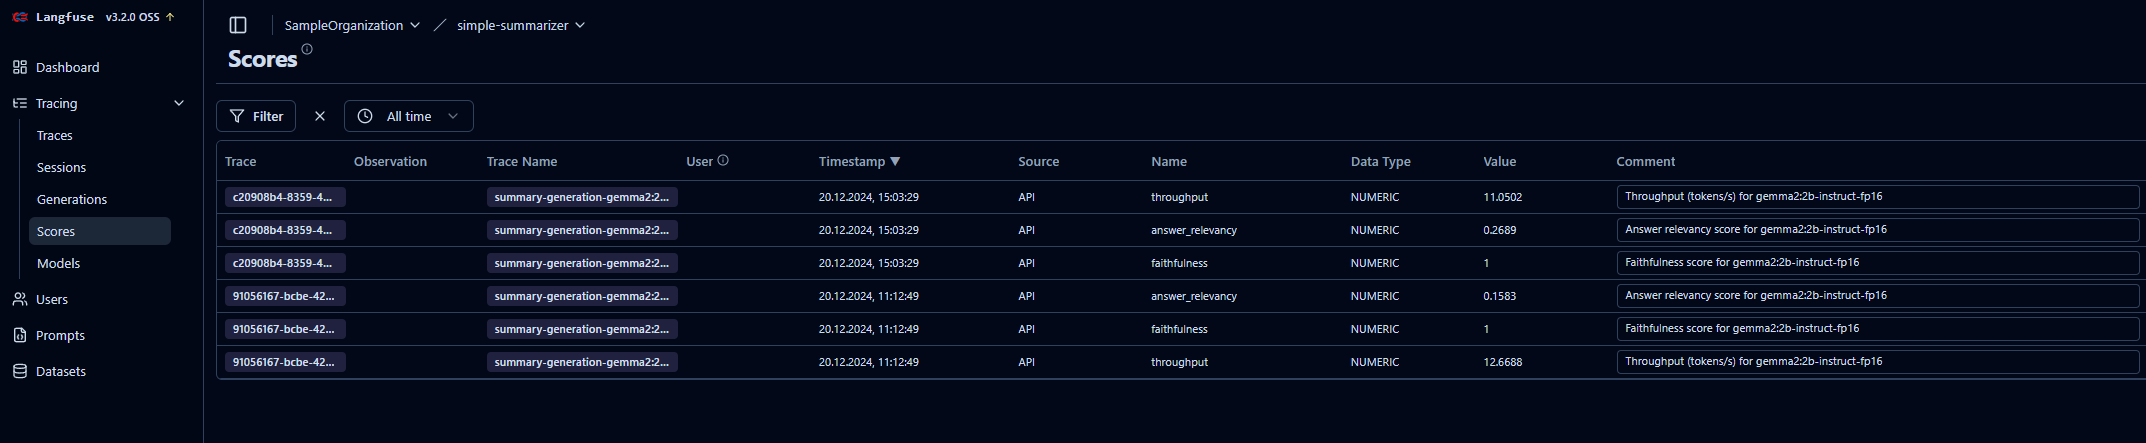 Langfuse v3.2.0 OSS
Dashboard
Tracing
Traces
Sessions
Generations
Scores
Models
Users
Prompts
Datasets
SampleOrganization / simple-summarizer
Scores
Filter All time
Trace Observation Trace Name User Timestamp ▼ Source Name Data Type Value Comment
c20908b4-8359-4... summary-generation-gemma2:2... 20.12.2024, 15:03:29 API throughput NUMERIC 11.0502 Throughput (tokens/s) for gemma2:2b-instruct-fp16
c20908b4-8359-4... summary-generation-gemma2:2... 20.12.2024, 15:03:29 API answer_relevancy NUMERIC 0.2689 Answer relevancy score for gemma2:2b-instruct-fp16
c20908b4-8359-4... summary-generation-gemma2:2... 20.12.2024, 15:03:29 API faithfulness NUMERIC 1 Faithfulness score for gemma2:2b-instruct-fp16
91056167-bcbe-42... summary-generation-gemma2:2... 20.12.2024, 11:12:49 API answer_relevancy NUMERIC 0.1583 Answer relevancy score for gemma2:2b-instruct-fp16
91056167-bcbe-42... summary-generation-gemma2:2... 20.12.2024, 11:12:49 API faithfulness NUMERIC 1 Faithfulness score for gemma2:2b-instruct-fp16
91056167-bcbe-42... summary-generation-gemma2:2... 20.12.2024, 11:12:49 API throughput NUMERIC 12.6688 Throughput (tokens/s) for gemma2:2b-instruct-fp16